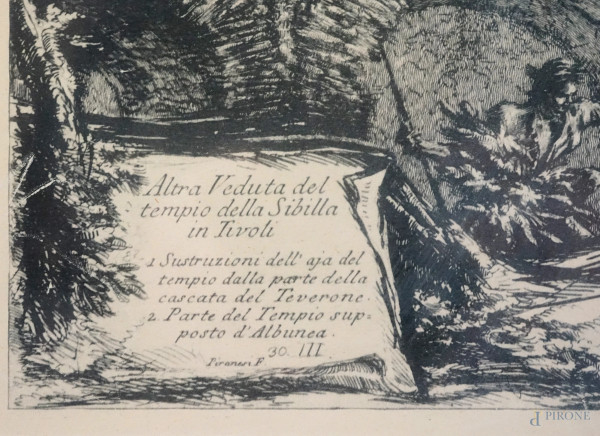 Altra Veduta del
tempio della Sibilla
in Tivoli
1 Sustruzioni dell' aja del
tempio dalla parte della
cascata del Teverone.
2. Parte del Tempio sup=
posto d'Albunea.
30 III
Piranesi F
PIRONE